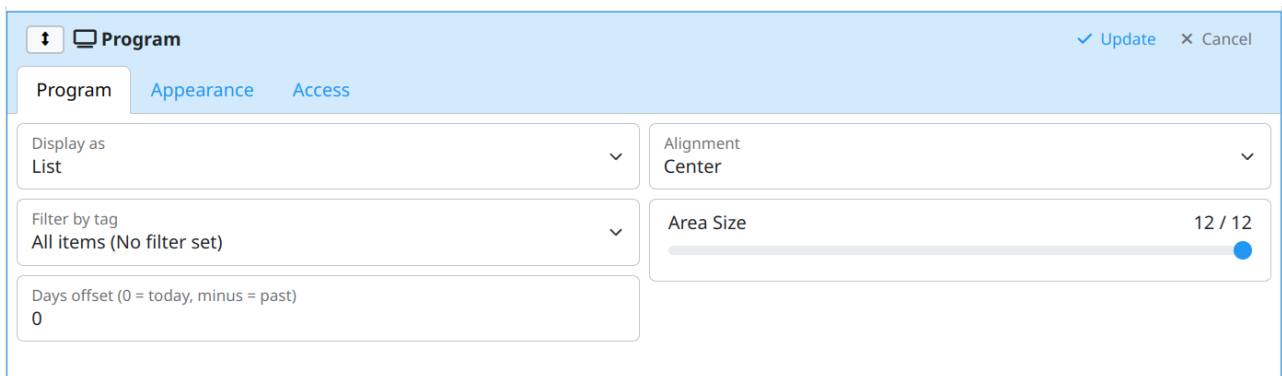 Program
Update
Cancel
Program
Appearance
Access
Display as
List
Alignment
Center
Filter by tag
All items (No filter set)
Area Size
12 / 12
Days offset (0 = today, minus = past)
0